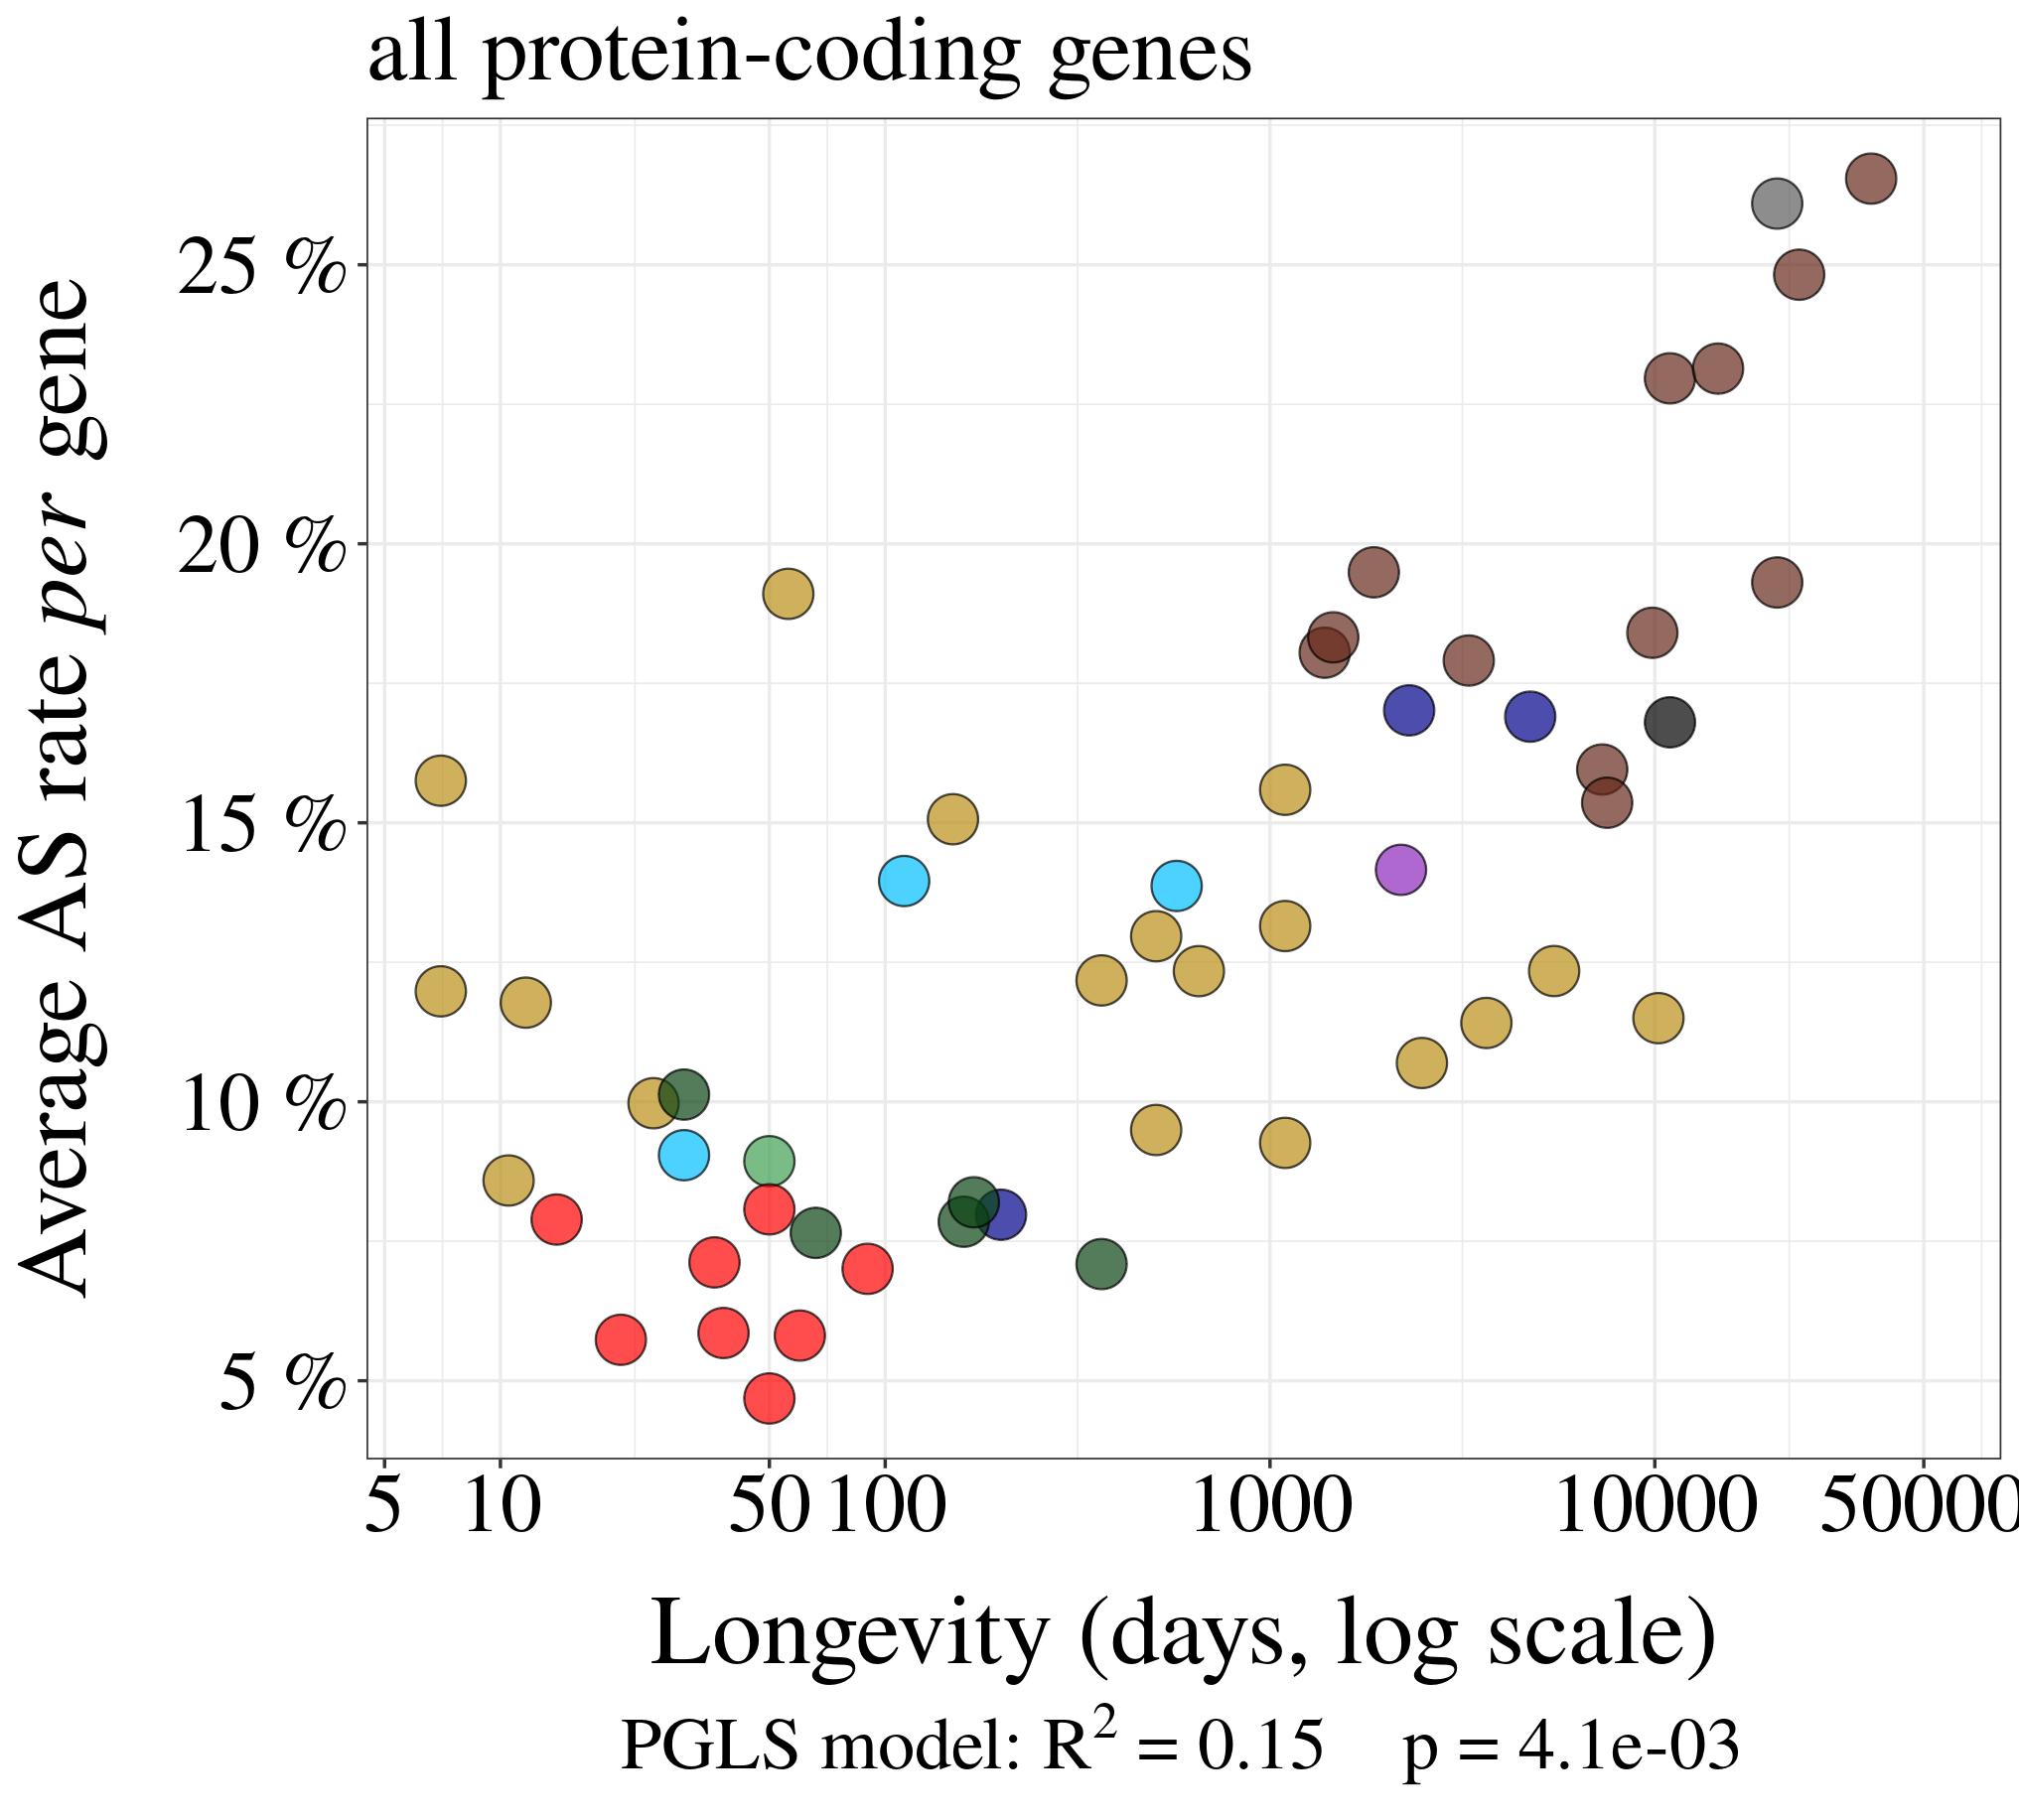 all protein-coding genes
Average AS rate per gene
25 %
20 %
15 %
10 %
5 %
5 10 50 100 1000 10000 50000
Longevity (days, log scale)
PGLS model: R² = 0.15 p = 4.1e-03